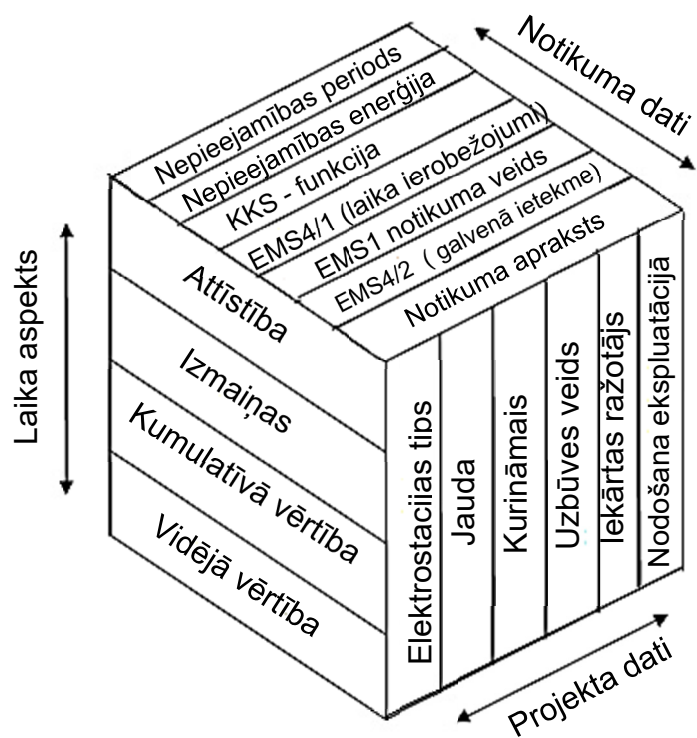 Notikuma dati
Nepieejamības periods
Nepieejamības enerģija
KKS - funkcija
EMS4/1 (laika ierobežojumi)
EMS1 notikuma veids
EMS4/2 ( galvenā ietekme)
Notikuma apraksts
Laika aspekts
Attīstība
Izmaiņas
Kumulatīvā vērtība
Vidējā vērtība
Elektrostacijas tips
Jauda
Kurināmais
Uzbūves veids
Iekārtas ražotājs
Nodošana ekspluatācijā
Projekta dati